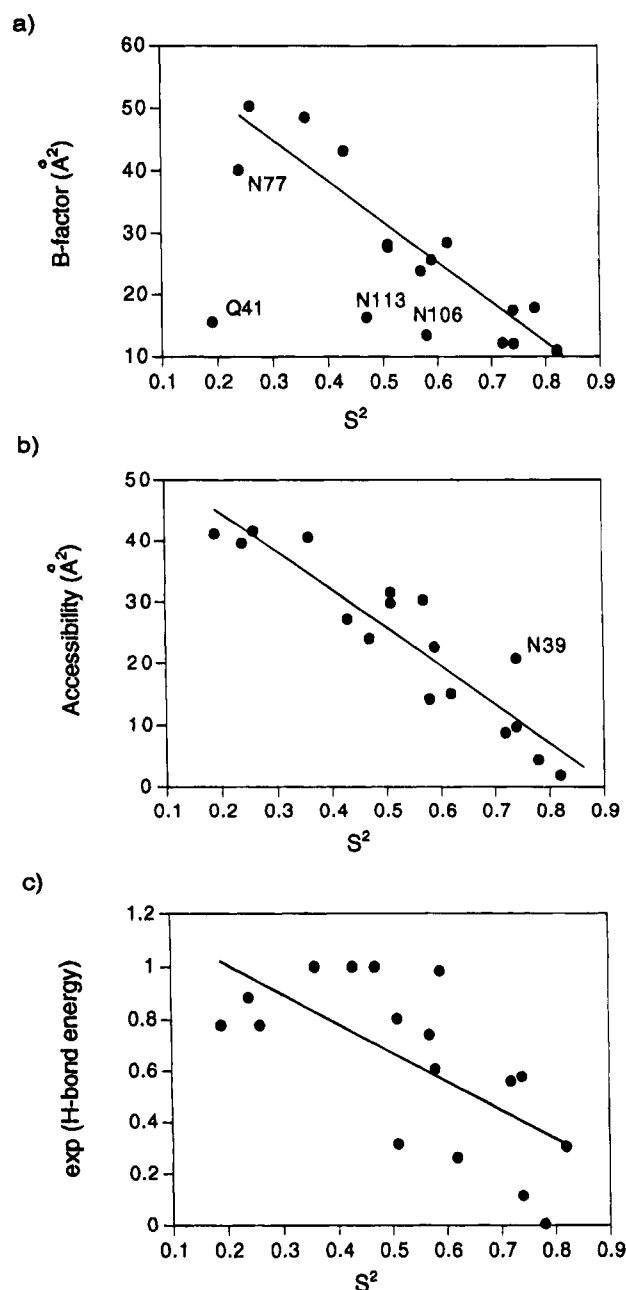 a)
60
50
40
30
20
10
B-factor (Å²)
N77
Q41
N113
N106
0.1 0.2 0.3 0.4 0.5 0.6 0.7 0.8 0.9
S²
b)
50
40
30
20
10
0
Accessibility (Å²)
N39
0.1 0.2 0.3 0.4 0.5 0.6 0.7 0.8 0.9
S²
c)
1.2
1
0.8
0.6
0.4
0.2
0
exp (H-bond energy)
0.1 0.2 0.3 0.4 0.5 0.6 0.7 0.8 0.9
S²